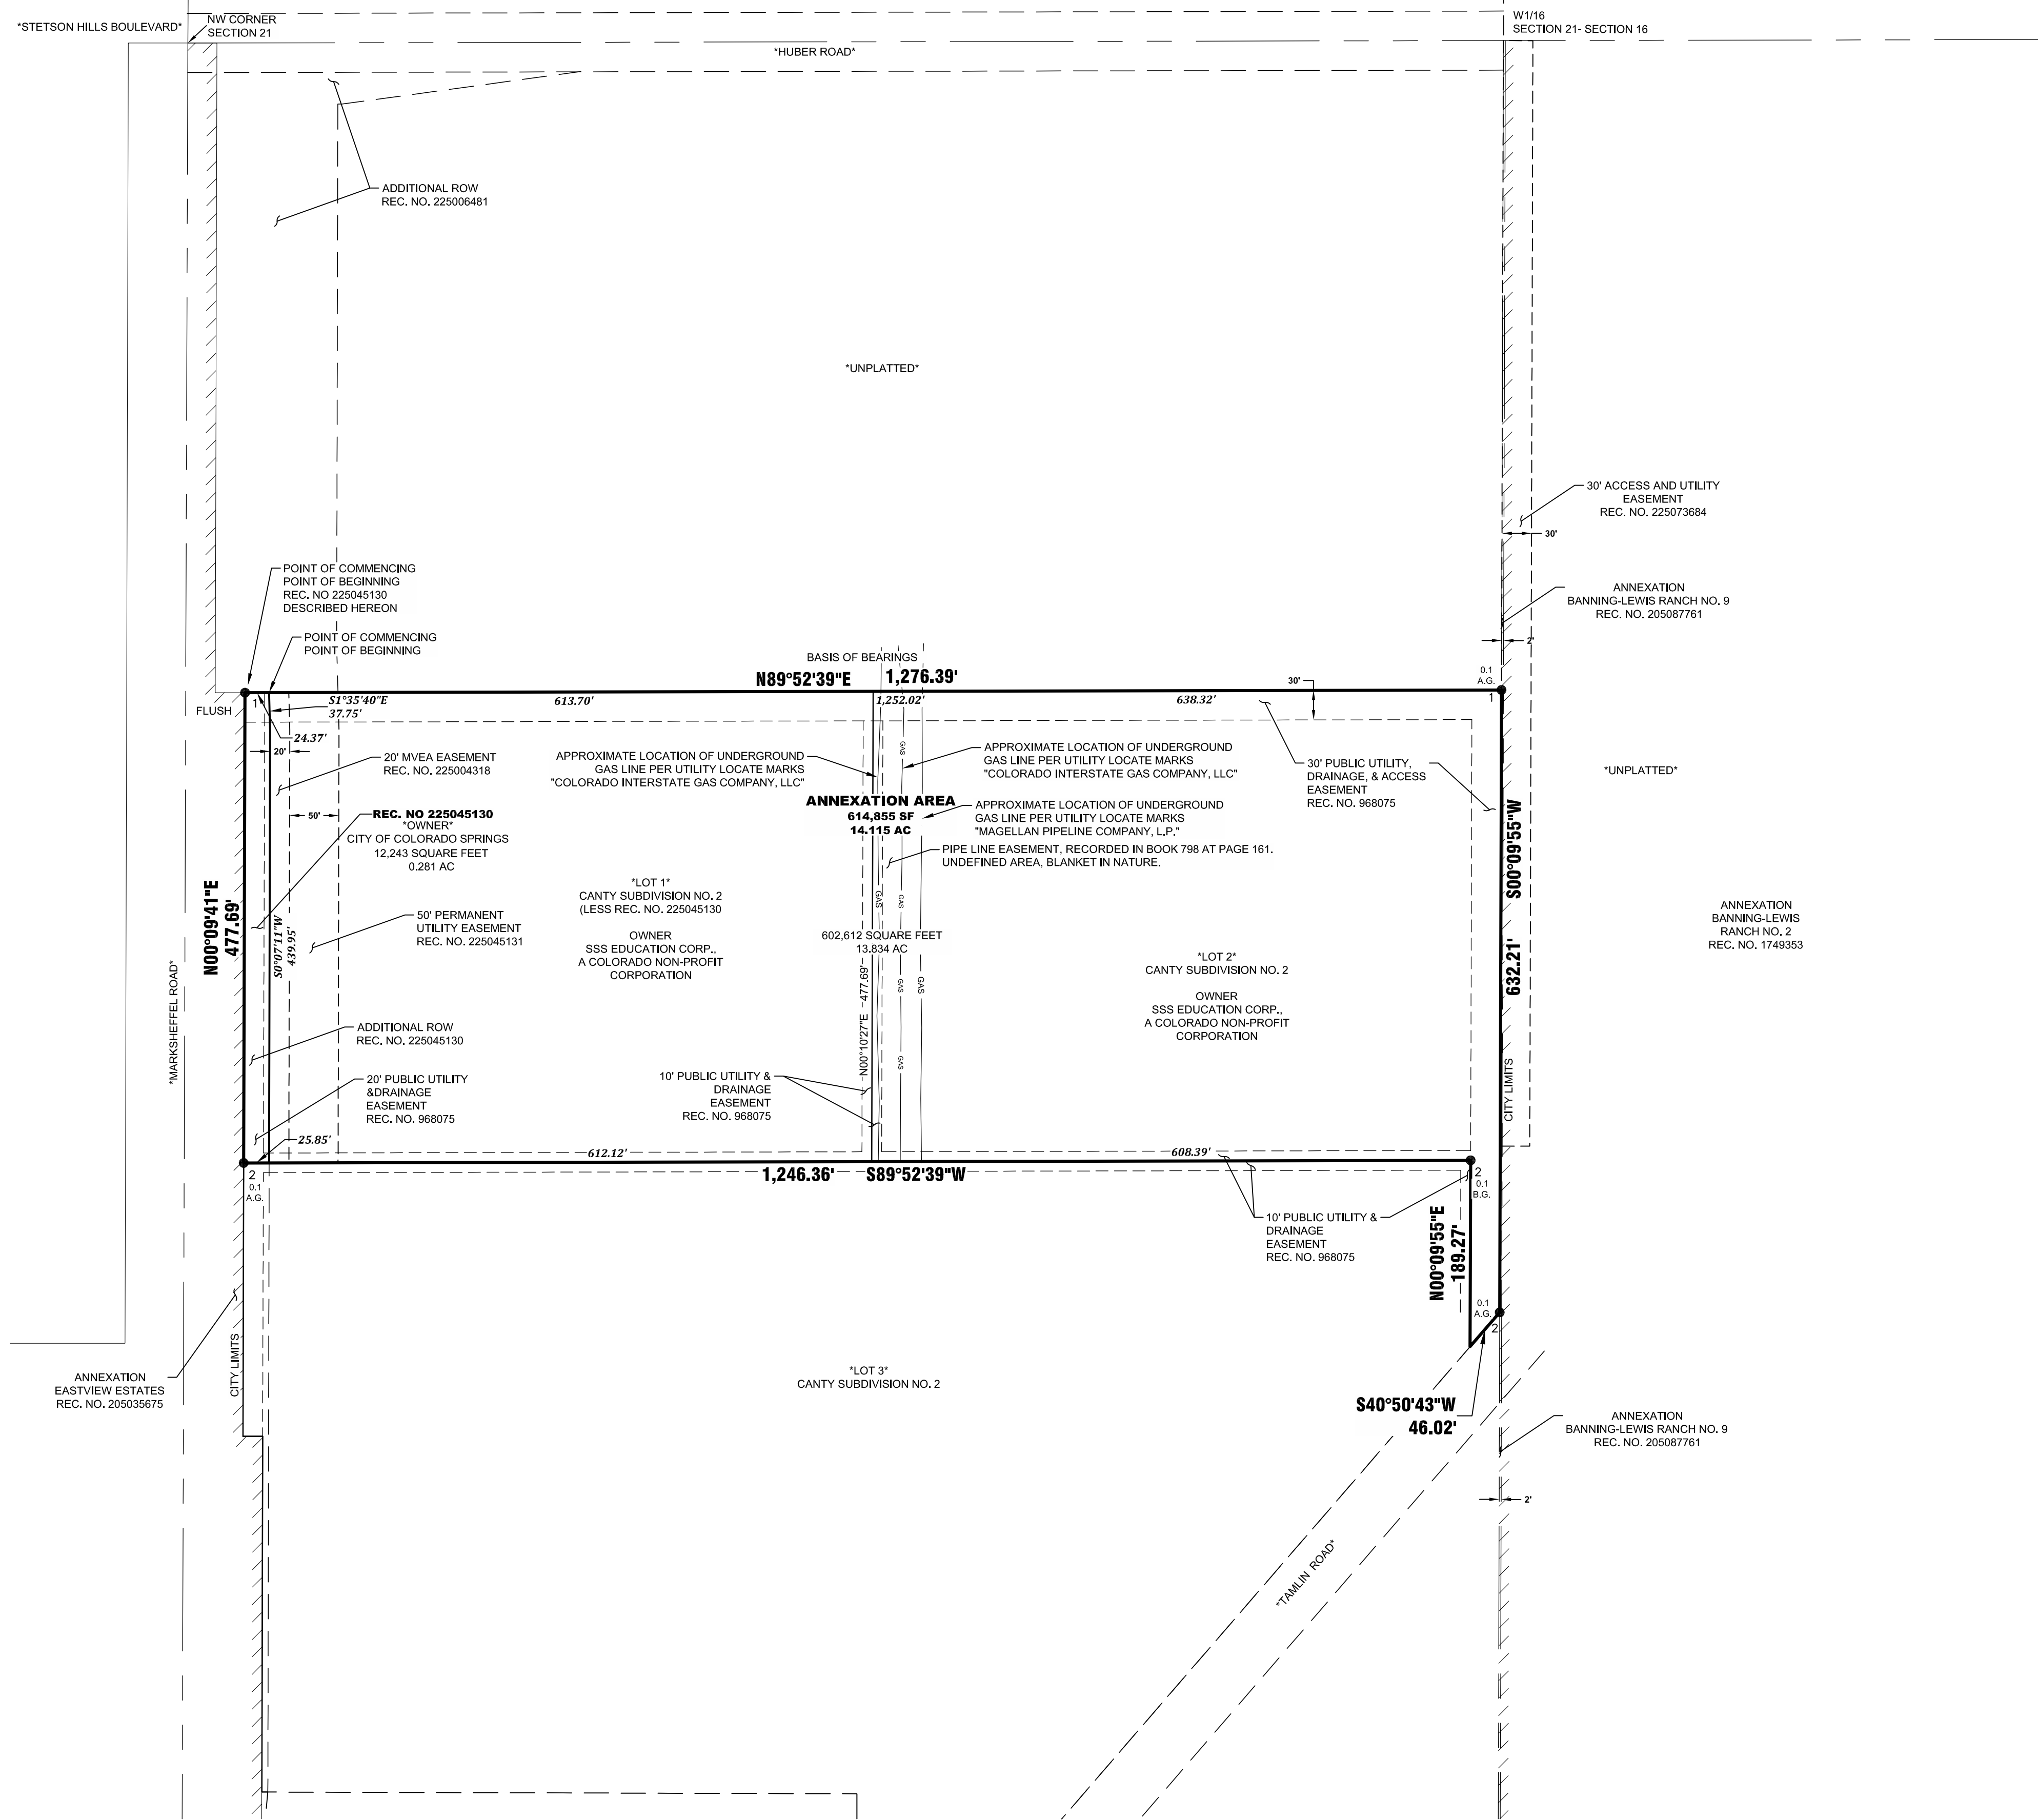 *STETSON HILLS BOULEVARD*
NW CORNER
SECTION 21
*HUBER ROAD*
W1/16
SECTION 21- SECTION 16
ADDITIONAL ROW
REC. NO. 225006481
*UNPLATTED*
30' ACCESS AND UTILITY
EASEMENT
REC. NO. 225073684
30'
POINT OF COMMENCING
POINT OF BEGINNING
REC. NO 225045130
DESCRIBED HEREON
ANNEXATION
BANNING-LEWIS RANCH NO. 9
REC. NO. 205087761
2'
POINT OF COMMENCING
POINT OF BEGINNING
BASIS OF BEARINGS
N89°52'39"E 1,276.39'
0.1
A.G.
1
30'
FLUSH
1
S1°35'40"E
37.75'
613.70'
1,252.02'
638.32'
24.37'
20'
20' MVEA EASEMENT
REC. NO. 225004318
APPROXIMATE LOCATION OF UNDERGROUND
GAS LINE PER UTILITY LOCATE MARKS
"COLORADO INTERSTATE GAS COMPANY, LLC"
GAS
APPROXIMATE LOCATION OF UNDERGROUND
GAS LINE PER UTILITY LOCATE MARKS
"COLORADO INTERSTATE GAS COMPANY, LLC"
30' PUBLIC UTILITY,
DRAINAGE, & ACCESS
EASEMENT
REC. NO. 968075
*UNPLATTED*
50'
REC. NO 225045130
*OWNER*
CITY OF COLORADO SPRINGS
12,243 SQUARE FEET
0.281 AC
ANNEXATION AREA
614,855 SF
14.115 AC
APPROXIMATE LOCATION OF UNDERGROUND
GAS LINE PER UTILITY LOCATE MARKS
"MAGELLAN PIPELINE COMPANY, L.P."
PIPE LINE EASEMENT, RECORDED IN BOOK 798 AT PAGE 161.
UNDEFINED AREA, BLANKET IN NATURE.
S00°09'55"W
632.21'
N00°09'41"E
477.69'
S0°07'11"W
439.95'
*LOT 1*
CANTY SUBDIVISION NO. 2
(LESS REC. NO. 225045130
OWNER
SSS EDUCATION CORP.,
A COLORADO NON-PROFIT
CORPORATION
GAS
GAS
602,612 SQUARE FEET
13.834 AC
50' PERMANENT
UTILITY EASEMENT
REC. NO. 225045131
ANNEXATION
BANNING-LEWIS
RANCH NO. 2
REC. NO. 1749353
*LOT 2*
CANTY SUBDIVISION NO. 2
OWNER
SSS EDUCATION CORP.,
A COLORADO NON-PROFIT
CORPORATION
GAS
GAS
N00°10'27"E 477.69'
*MARKSHEFFEL ROAD*
ADDITIONAL ROW
REC. NO. 225045130
GAS
20' PUBLIC UTILITY
&DRAINAGE
EASEMENT
REC. NO. 968075
10' PUBLIC UTILITY &
DRAINAGE
EASEMENT
REC. NO. 968075
CITY LIMITS
25.85'
612.12'
608.39'
1,246.36' S89°52'39"W
2
0.1
A.G.
2
0.1
B.G.
10' PUBLIC UTILITY &
DRAINAGE
EASEMENT
REC. NO. 968075
N00°09'55"E
189.27'
0.1
A.G.
2
ANNEXATION
EASTVIEW ESTATES
REC. NO. 205035675
CITY LIMITS
*LOT 3*
CANTY SUBDIVISION NO. 2
S40°50'43"W
46.02'
ANNEXATION
BANNING-LEWIS RANCH NO. 9
REC. NO. 205087761
2'
*TAMLIN ROAD*